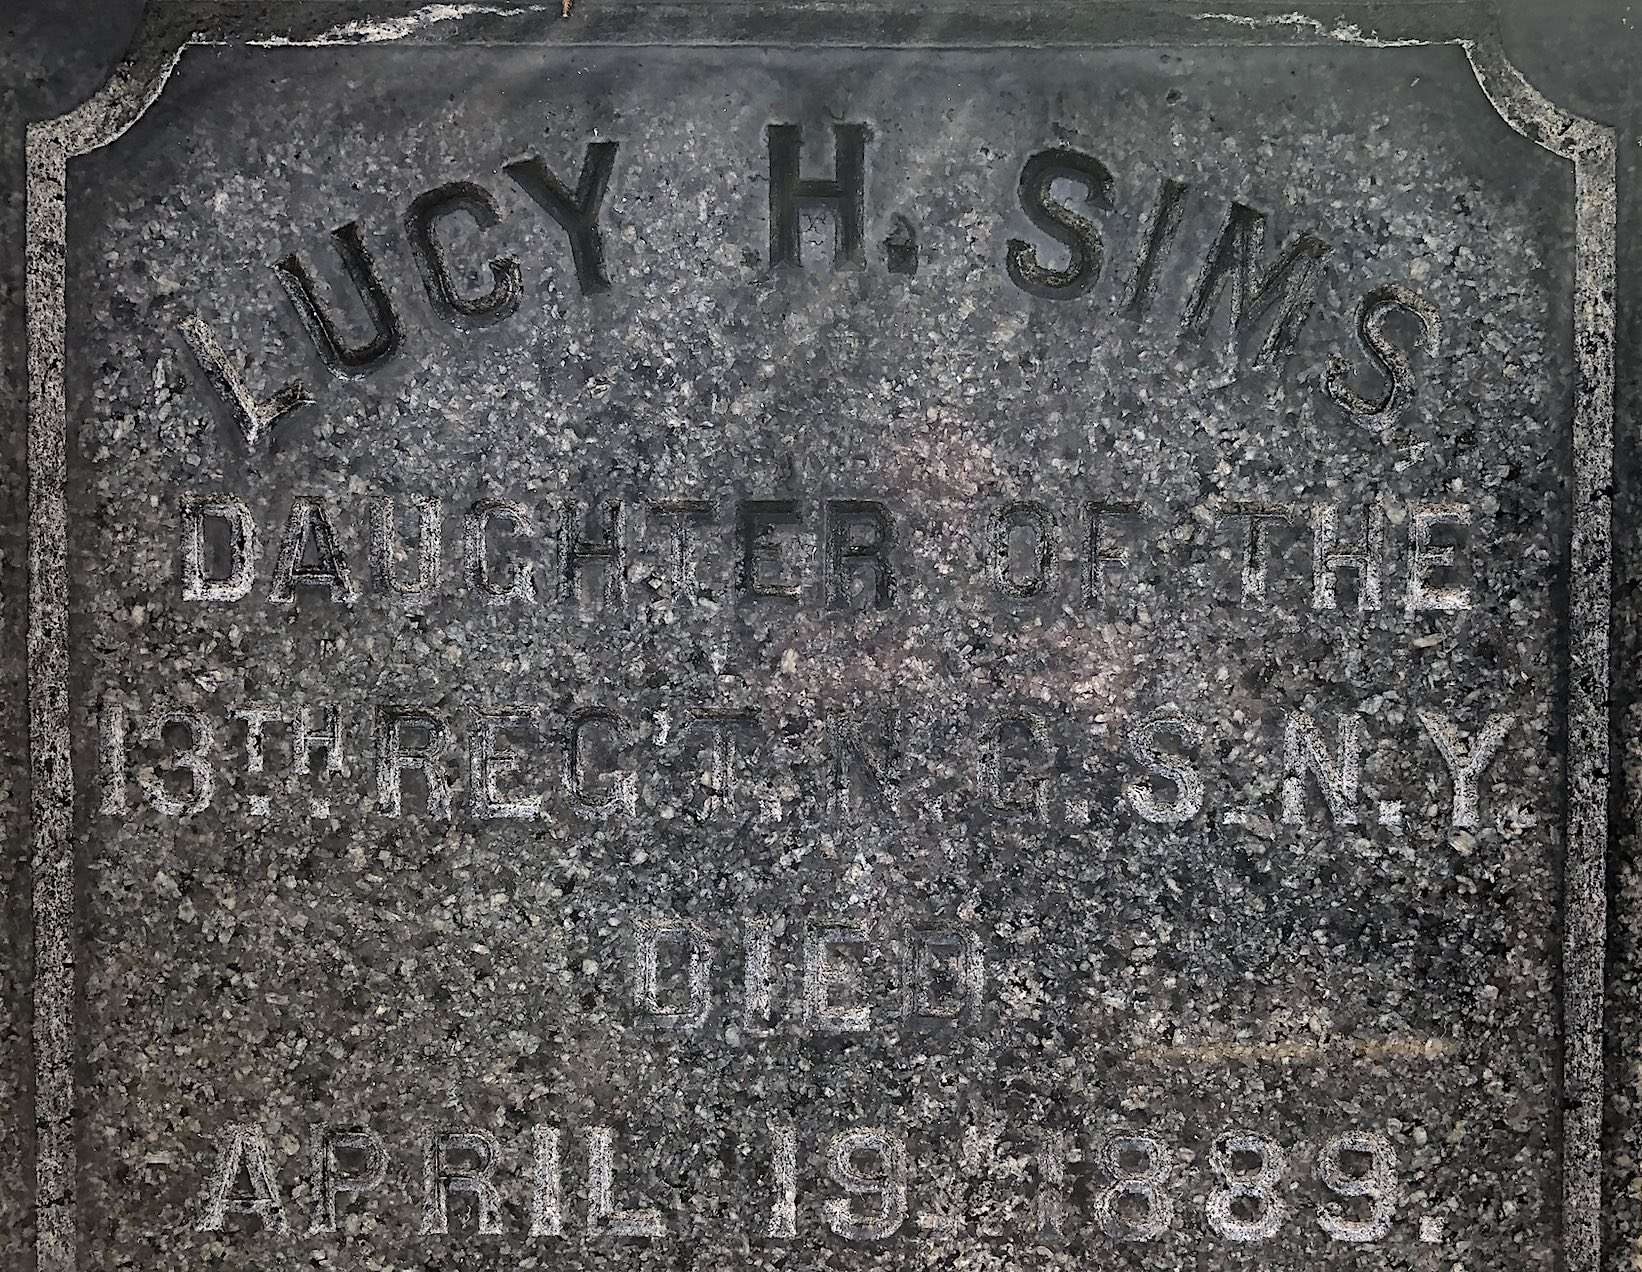 LUCY H. SIMS
DAUGHTER OF THE
13TH. REG'T. N. G. S. N. Y.
DIED
APRIL 19, 1889.